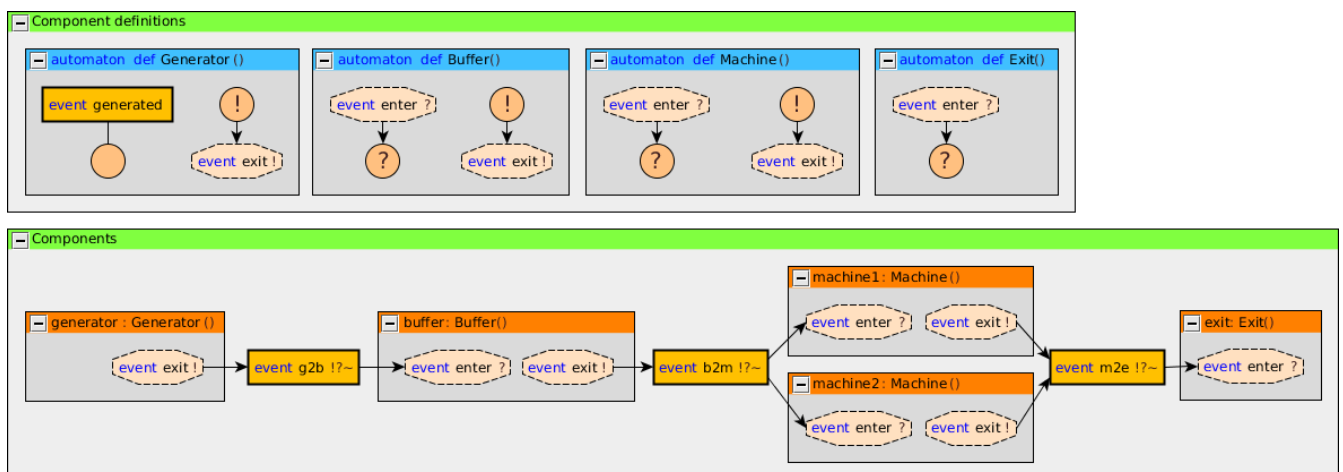 Component definitions
automaton def Generator()
automaton def Buffer()
automaton def Machine()
automaton def Exit()
event generated
!
event enter ?
!
event enter ?
!
event enter ?
event exit !
?
event exit !
?
event exit !
?
Components
machine1: Machine()
generator : Generator()
buffer: Buffer()
event enter ?
event exit !
exit: Exit()
event exit !
event g2b !?~
event enter ?
event exit !
event b2m !?~
event m2e !?~
event enter ?
machine2: Machine()
event enter ?
event exit !